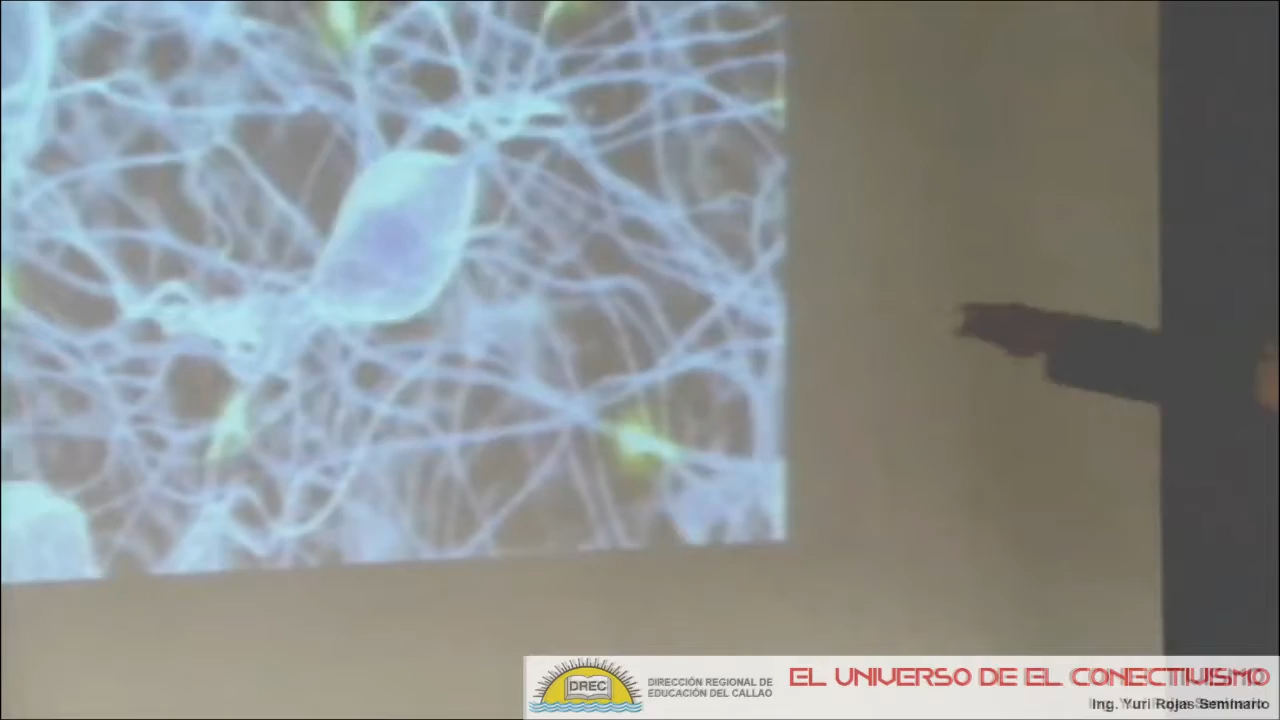 DREC
DIRECCIÓN REGIONAL DE
EDUCACIÓN DEL CALLAO
EL UNIVERSO DE EL CONECTIVISMO
Ing. Yuri Rojas Seminario